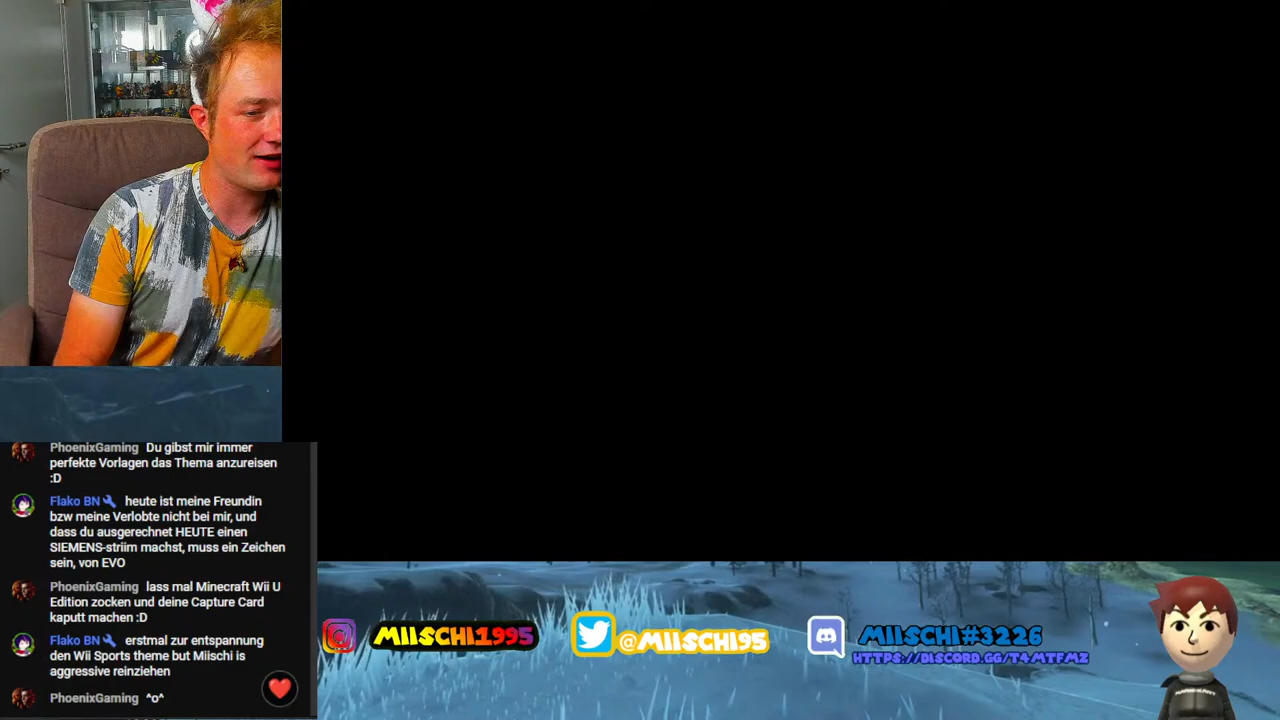 PhoenixGaming Du gibst mir immer
perfekte Vorlagen das Thema anzureisen
:D
Flako BN heute ist meine Freundin
bzw meine Verlobte nicht bei mir, und
dass du ausgerechnet HEUTE einen
SIEMENS-striim machst, muss ein Zeichen
sein, von EVO
PhoenixGaming lass mal Minecraft Wii U
Edition zocken und deine Capture Card
kaputt machen :D
Flako BN erstmal zur entspannung
den Wii Sports theme but Miischi is
aggressive reinziehen
PhoenixGaming ^o^
MIISCHI1995
@MIISCHI95
MIISCHI#3226
HTTPS://DISCORD.GG/T4MTFMZ